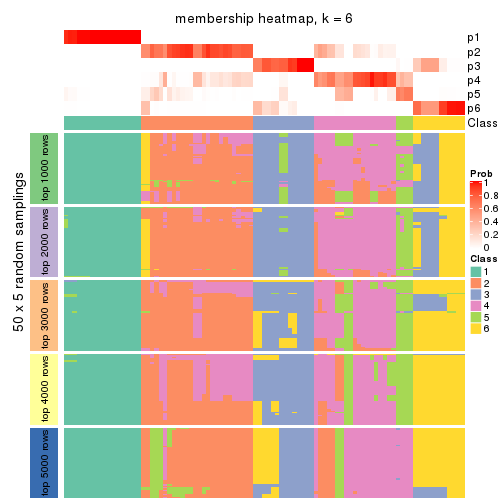 membership heatmap, k = 6
p1
p2
p3
p4
p5
p6
Class
50 x 5 random samplings
top 1000 rows
top 2000 rows
top 3000 rows
top 4000 rows
top 5000 rows
Prob
1
0.8
0.6
0.4
0.2
0
Class
1
2
3
4
5
6